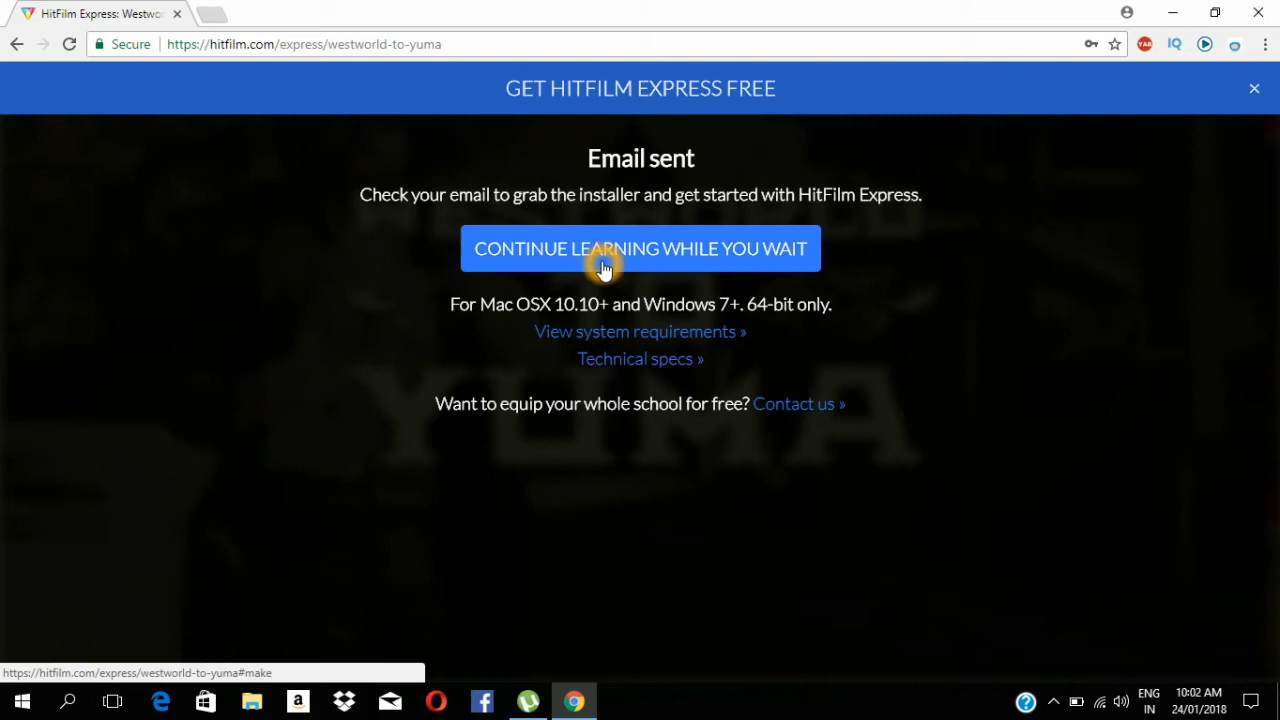 HitFilm Express: Westwo
Secure
https://hitfilm.com/express/westworld-to-yuma
GET HITFILM EXPRESS FREE
Email sent
Check your email to grab the installer and get started with HitFilm Express.
CONTINUE LEARNING WHILE YOU WAIT
For Mac OSX 10.10+ and Windows 7+. 64-bit only.
View system requirements »
Technical specs »
Want to equip your whole school for free? Contact us »
WESTWORLD
TO
YUMA
https://hitfilm.com/express/westworld-to-yuma#make
ENG
IN
10:02 AM
24/01/2018